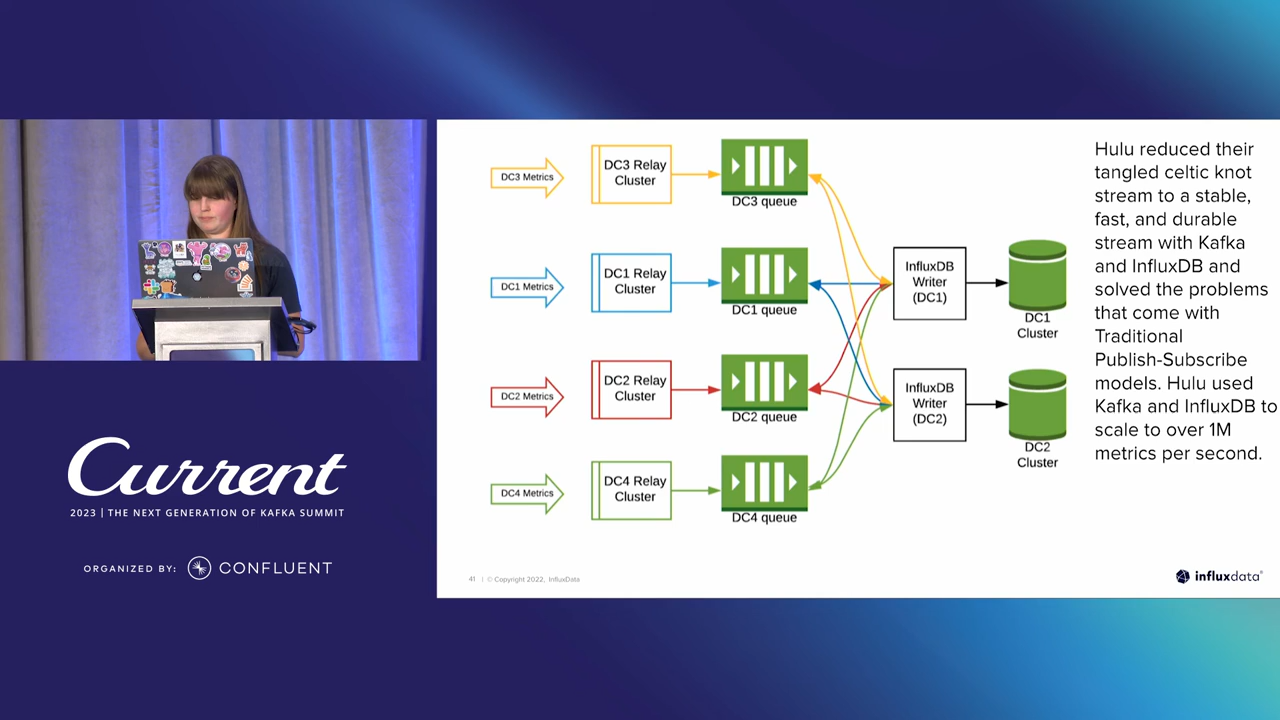 DC3 Metrics
DC3 Relay
Cluster
DC3 queue
DC1 Metrics
DC1 Relay
Cluster
DC1 queue
DC2 Metrics
DC2 Relay
Cluster
DC2 queue
DC4 Metrics
DC4 Relay
Cluster
DC4 queue
InfluxDB
Writer
(DC1)
InfluxDB
Writer
(DC2)
DC1
Cluster
DC2
Cluster
Hulu reduced their
tangled celtic knot
stream to a stable,
fast, and durable
stream with Kafka
and InfluxDB and
solved the problems
that come with
Traditional
Publish-Subscribe
models. Hulu used
Kafka and InfluxDB to
scale to over 1M
metrics per second.
41 | © Copyright 2022, InfluxData
influxdata®
Current
2023 | THE NEXT GENERATION OF KAFKA SUMMIT
ORGANIZED BY: CONFLUENT